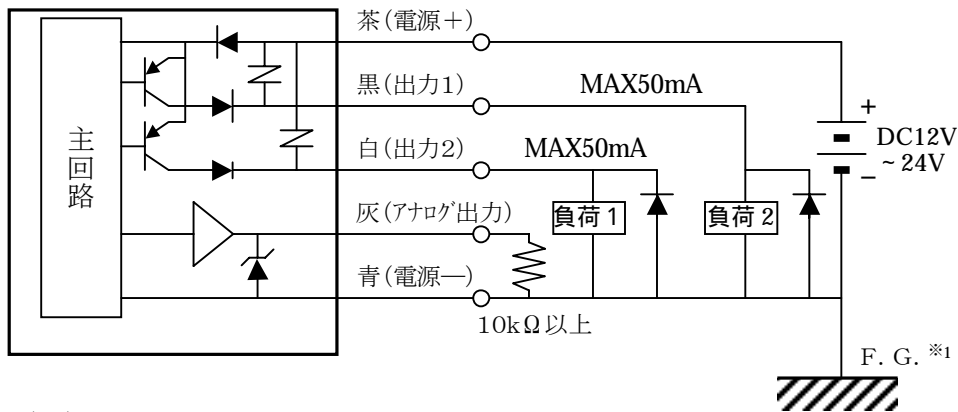 茶(電源+)
黒(出力1)
MAX50mA
主回路
白(出力2)
MAX50mA
+
DC12V
~24V
−
灰(アナログ出力)
負荷1
負荷2
青(電源―)
10kΩ以上
F. G. ※1